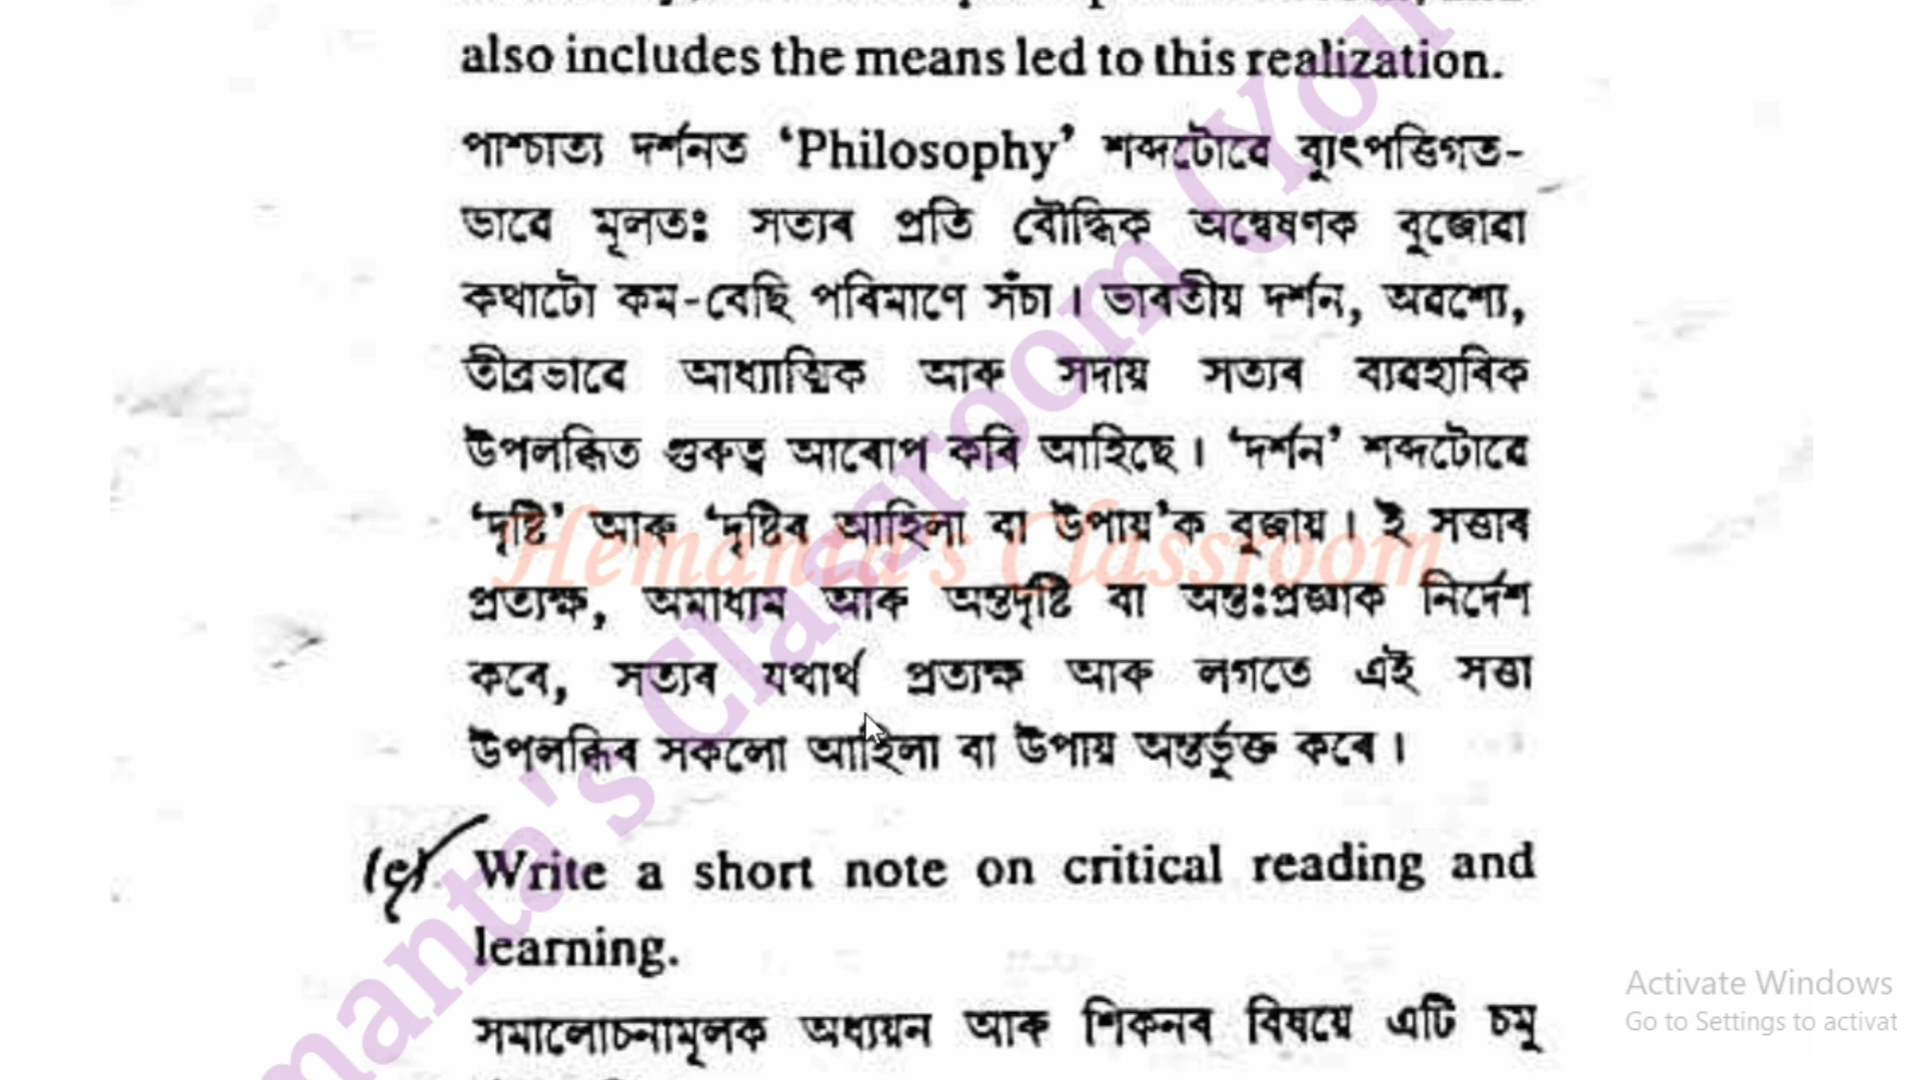 also includes the means led to this realization.
পাশ্চাত্য দর্শনত ‘Philosophy’ শব্দটোৱে ব্যুৎপত্তিগত-
ভাবে মূলতঃ সত্যৰ প্ৰতি বৌদ্ধিক অন্বেষণক বুজোৱা
কথাটো কম-বেছি পৰিমাণে সঁচা । ভাৰতীয় দৰ্শন, অৱশ্যে,
তীব্ৰভাৱে আধ্যাত্মিক আৰু সদায় সত্যৰ ব্যৱহাৰিক
উপলব্ধিত গুৰুত্ব আৰোপ কৰি আহিছে । ‘দৰ্শন’ শব্দটোৱে
‘দৃষ্টি’ আৰু ‘দৃষ্টিৰ আহিলা বা উপায়’ক বুজায় । ই সত্তাৰ
প্ৰত্যক্ষ, অমাধ্যম আৰু অন্তৰ্দৃষ্টি বা অন্তঃপ্ৰজ্ঞাক নিৰ্দেশ
কৰে, সত্যৰ যথাৰ্থ প্ৰত্যক্ষ আৰু লগতে এই সত্তা
উপলব্ধিৰ সকলো আহিলা বা উপায় অন্তৰ্ভুক্ত কৰে ।
Hemanta's Classroom
manta's Classroom (You
(e) Write a short note on critical reading and
learning.
সমালোচনামূলক অধ্যয়ন আৰু শিকনৰ বিষয়ে এটি চমু
Activate Windows
Go to Settings to activat